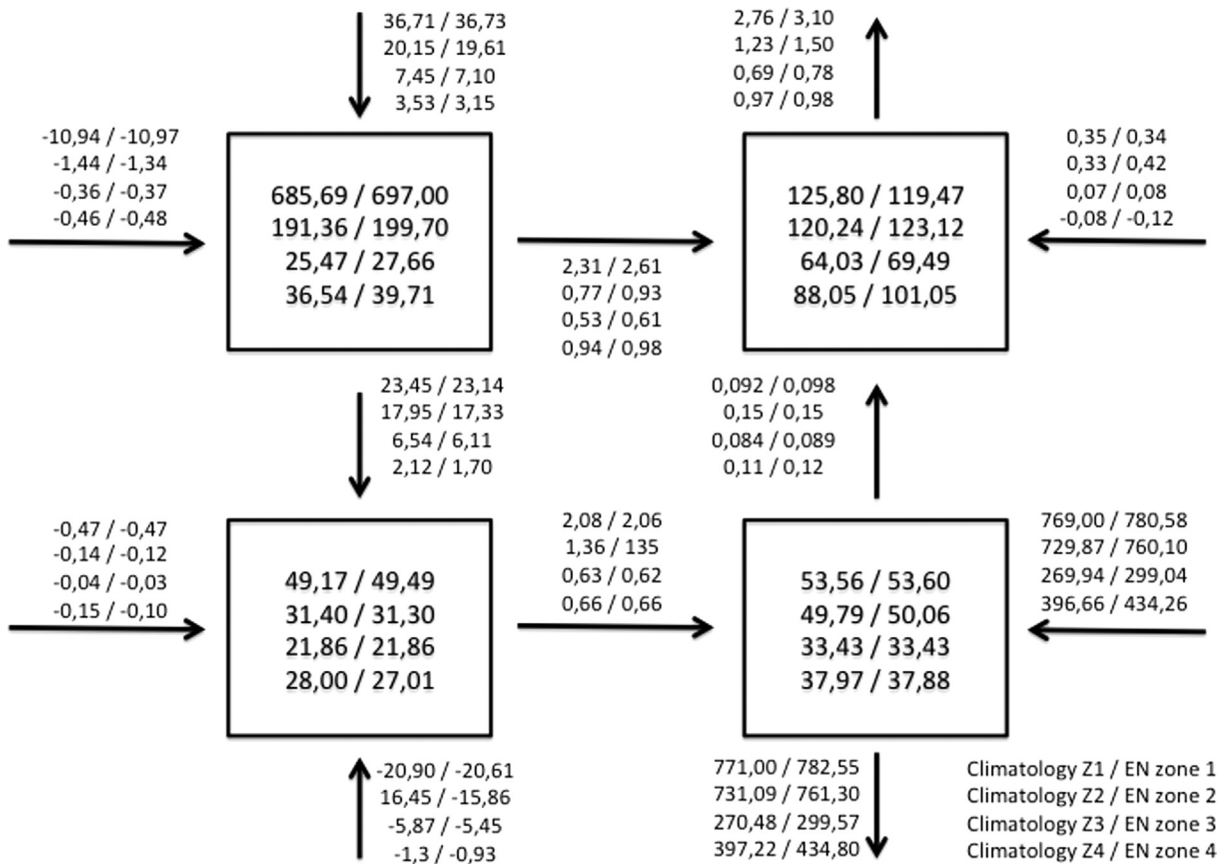 36,71 / 36,73
20,15 / 19,61
7,45 / 7,10
3,53 / 3,15
2,76 / 3,10
1,23 / 1,50
0,69 / 0,78
0,97 / 0,98
-10,94 / -10,97
-1,44 / -1,34
-0,36 / -0,37
-0,46 / -0,48
685,69 / 697,00
191,36 / 199,70
25,47 / 27,66
36,54 / 39,71
2,31 / 2,61
0,77 / 0,93
0,53 / 0,61
0,94 / 0,98
125,80 / 119,47
120,24 / 123,12
64,03 / 69,49
88,05 / 101,05
0,35 / 0,34
0,33 / 0,42
0,07 / 0,08
-0,08 / -0,12
23,45 / 23,14
17,95 / 17,33
6,54 / 6,11
2,12 / 1,70
0,092 / 0,098
0,15 / 0,15
0,084 / 0,089
0,11 / 0,12
-0,47 / -0,47
-0,14 / -0,12
-0,04 / -0,03
-0,15 / -0,10
49,17 / 49,49
31,40 / 31,30
21,86 / 21,86
28,00 / 27,01
2,08 / 2,06
1,36 / 135
0,63 / 0,62
0,66 / 0,66
53,56 / 53,60
49,79 / 50,06
33,43 / 33,43
37,97 / 37,88
769,00 / 780,58
729,87 / 760,10
269,94 / 299,04
396,66 / 434,26
-20,90 / -20,61
16,45 / -15,86
-5,87 / -5,45
-1,3 / -0,93
771,00 / 782,55
731,09 / 761,30
270,48 / 299,57
397,22 / 434,80
Climatology Z1 / EN zone 1
Climatology Z2 / EN zone 2
Climatology Z3 / EN zone 3
Climatology Z4 / EN zone 4